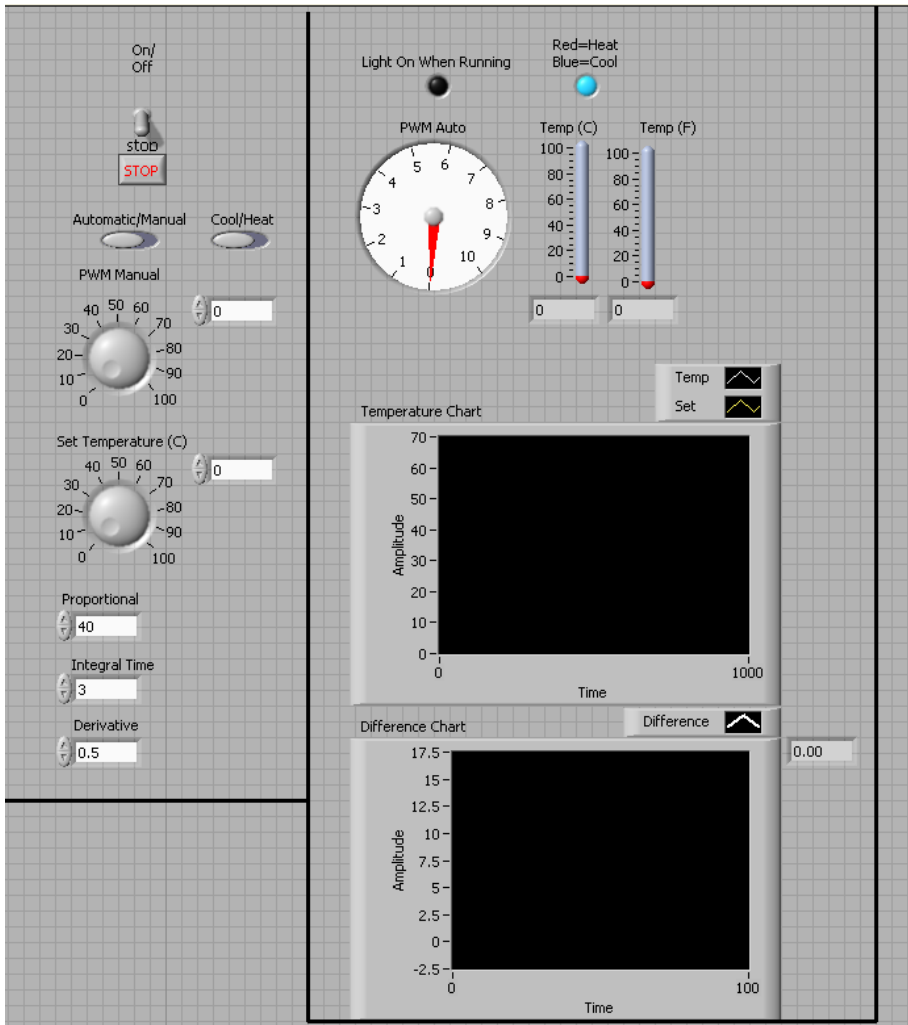 On/
Off
stop
STOP
Automatic/Manual
Cool/Heat
PWM Manual
0
10
20
30
40
50
60
70
80
90
100
0
Set Temperature (C)
0
10
20
30
40
50
60
70
80
90
100
0
Proportional
40
Integral Time
3
Derivative
0.5
Light On When Running
Red=Heat
Blue=Cool
PWM Auto
0
1
2
3
4
5
6
7
8
9
10
Temp (C)
100
80
60
40
20
0
0
Temp (F)
100
80
60
40
20
0
0
Temp
Set
Temperature Chart
70
60
50
40
30
20
10
0
Amplitude
0
1000
Time
Difference Chart
Difference
0.00
17.5
15
12.5
10
7.5
5
2.5
0
-2.5
Amplitude
0
100
Time